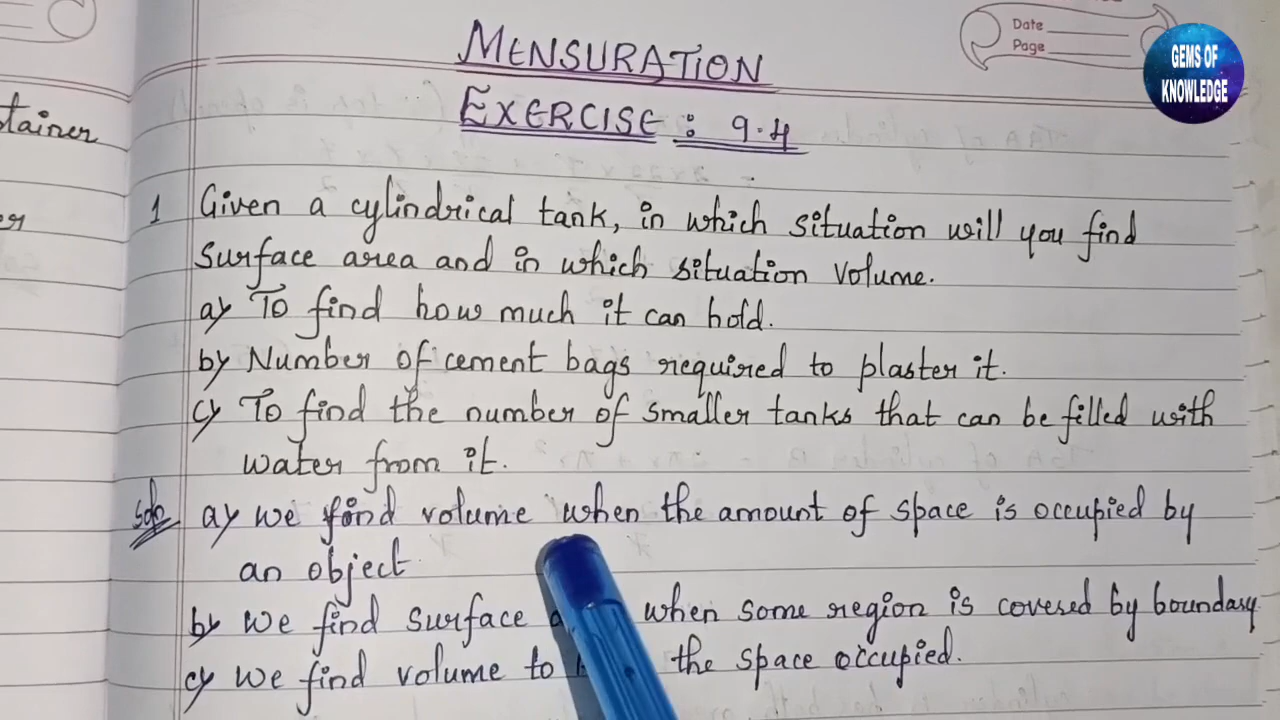 Date
Page
GEMS OF
KNOWLEDGE
MENSURATION
EXERCISE : 9.4
tainer
1 Given a cylindrical tank, in which situation will you find
surface area and in which situation volume.
a) To find how much it can hold.
b) Number of cement bags required to plaster it.
c) To find the number of smaller tanks that can be filled with
water from it.
Soln a) we find volume when the amount of space is occupied by
an object
b) we find surface when some region is covered by boundary
c) we find volume to the space occupied.